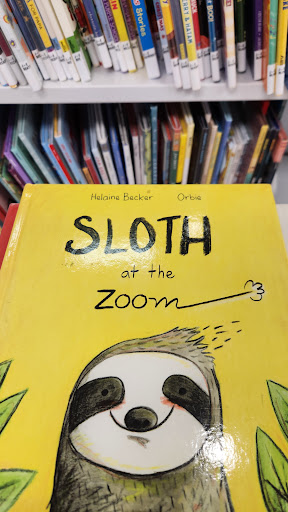 Helaine Becker Orbie
SLOTH
at the
ZOOM